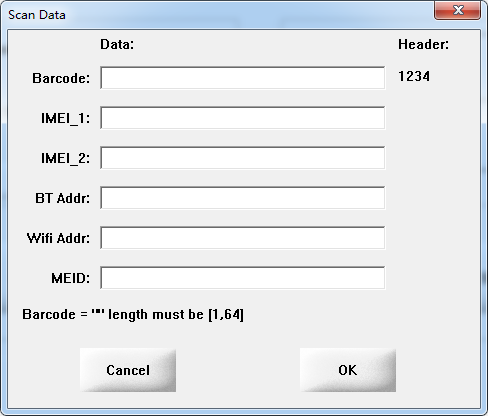 Scan Data
Data: Header:
Barcode: 1234
IMEI_1:
IMEI_2:
BT Addr:
Wifi Addr:
MEID:
Barcode = "" length must be [1,64]
Cancel OK